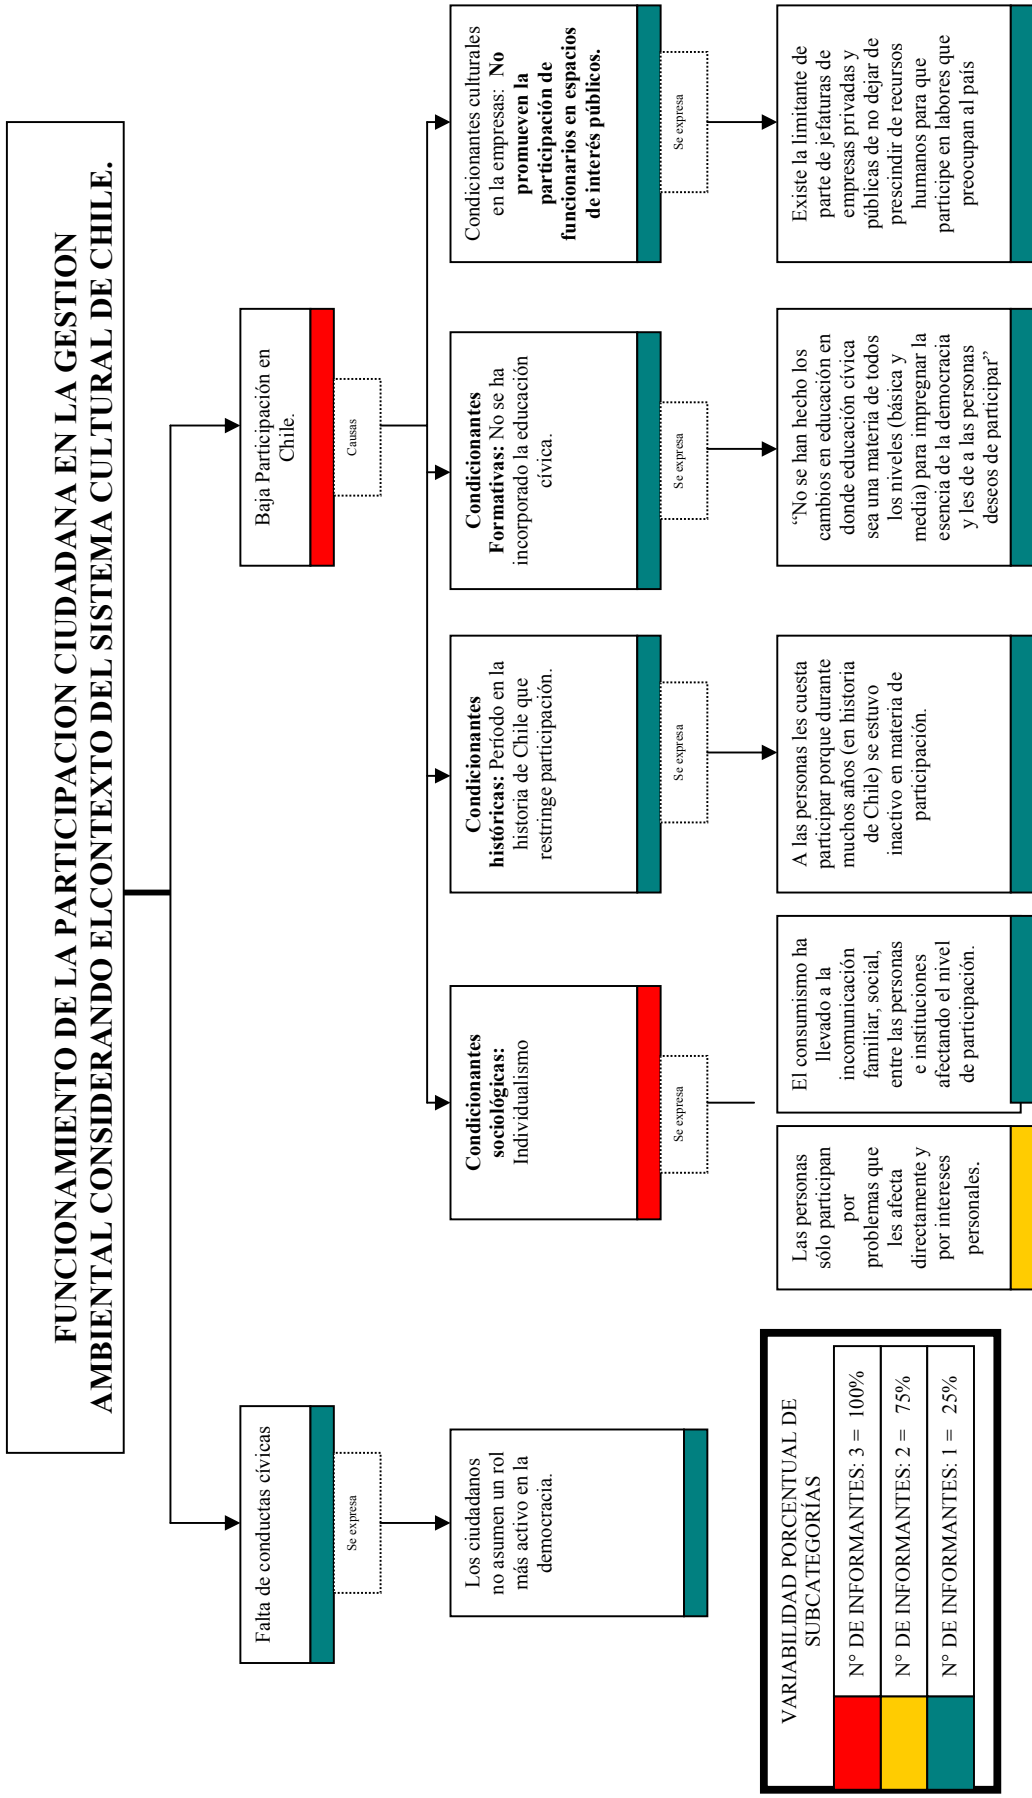 FUNCIONAMIENTO DE LA PARTICIPACION CIUDADANA EN LA GESTION
AMBIENTAL CONSIDERANDO ELCONTEXTO DEL SISTEMA CULTURAL DE CHILE.
Falta de conductas cívicas
Se expresa
Los ciudadanos
no asumen un rol
más activo en la
democracia.
Baja Participación en
Chile.
Causas
Condicionantes
sociológicas:
Individualismo
Se expresa
Las personas
sólo participan
por
problemas que
les afecta
directamente y
por intereses
personales.
El consumismo ha
llevado a la
incomunicación
familiar, social,
entre las personas
e instituciones
afectando el nivel
de participación.
Condicionantes
históricas: Período en la
historia de Chile que
restringe participación.
Se expresa
A las personas les cuesta
participar porque durante
muchos años (en historia
de Chile) se estuvo
inactivo en materia de
participación.
Condicionantes
Formativas: No se ha
incorporado la educación
cívica.
Se expresa
“No se han hecho los
cambios en educación en
donde educación cívica
sea una materia de todos
los niveles (básica y
media) para impregnar la
esencia de la democracia
y les de a las personas
deseos de participar”
Condicionantes culturales
en la empresas: No
promueven la
participación de
funcionarios en espacios
de interés públicos.
Se expresa
Existe la limitante de
parte de jefaturas de
empresas privadas y
públicas de no dejar de
prescindir de recursos
humanos para que
participe en labores que
preocupan al país
VARIABILIDAD PORCENTUAL DE
SUBCATEGORÍAS
N° DE INFORMANTES: 3 = 100%
N° DE INFORMANTES: 2 = 75%
N° DE INFORMANTES: 1 = 25%